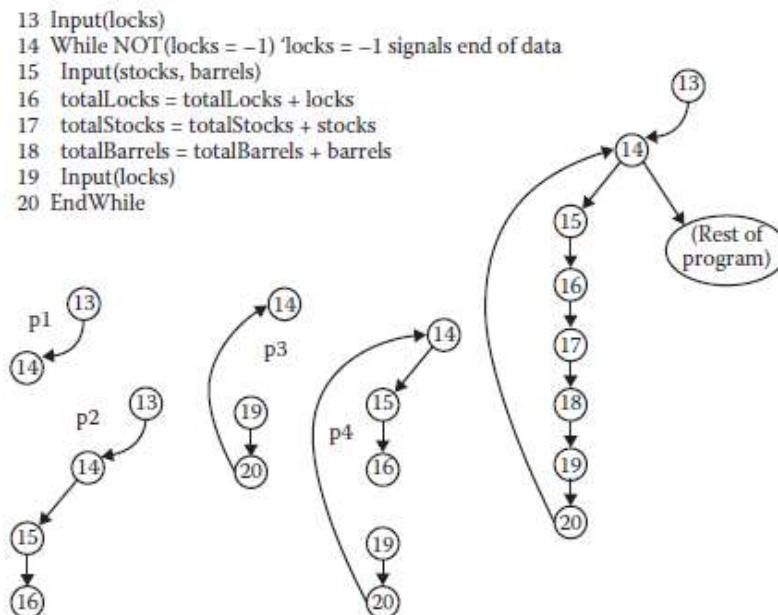 13 Input(locks)
14 While NOT(locks = –1) ‘locks = –1 signals end of data
15 Input(stocks, barrels)
16 totalLocks = totalLocks + locks
17 totalStocks = totalStocks + stocks
18 totalBarrels = totalBarrels + barrels
19 Input(locks)
20 EndWhile
13
14
15
(Rest of
program)
16
17
18
19
20
p1
13
14
p2
13
14
15
16
p3
14
19
20
p4
14
15
16
19
20